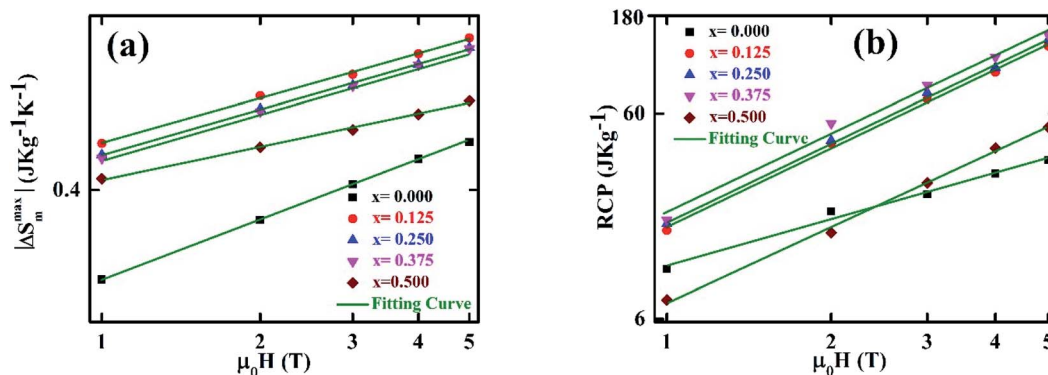 (a)
|ΔS_m^max| (JKg⁻¹K⁻¹)
0.4
x= 0.000
x= 0.125
x= 0.250
x= 0.375
x=0.500
Fitting Curve
1 2 3 4 5
μ₀H (T)
(b)
RCP (JKg⁻¹)
180
60
6
x= 0.000
x= 0.125
x= 0.250
x= 0.375
x= 0.500
Fitting Curve
1 2 3 4 5
μ₀H (T)